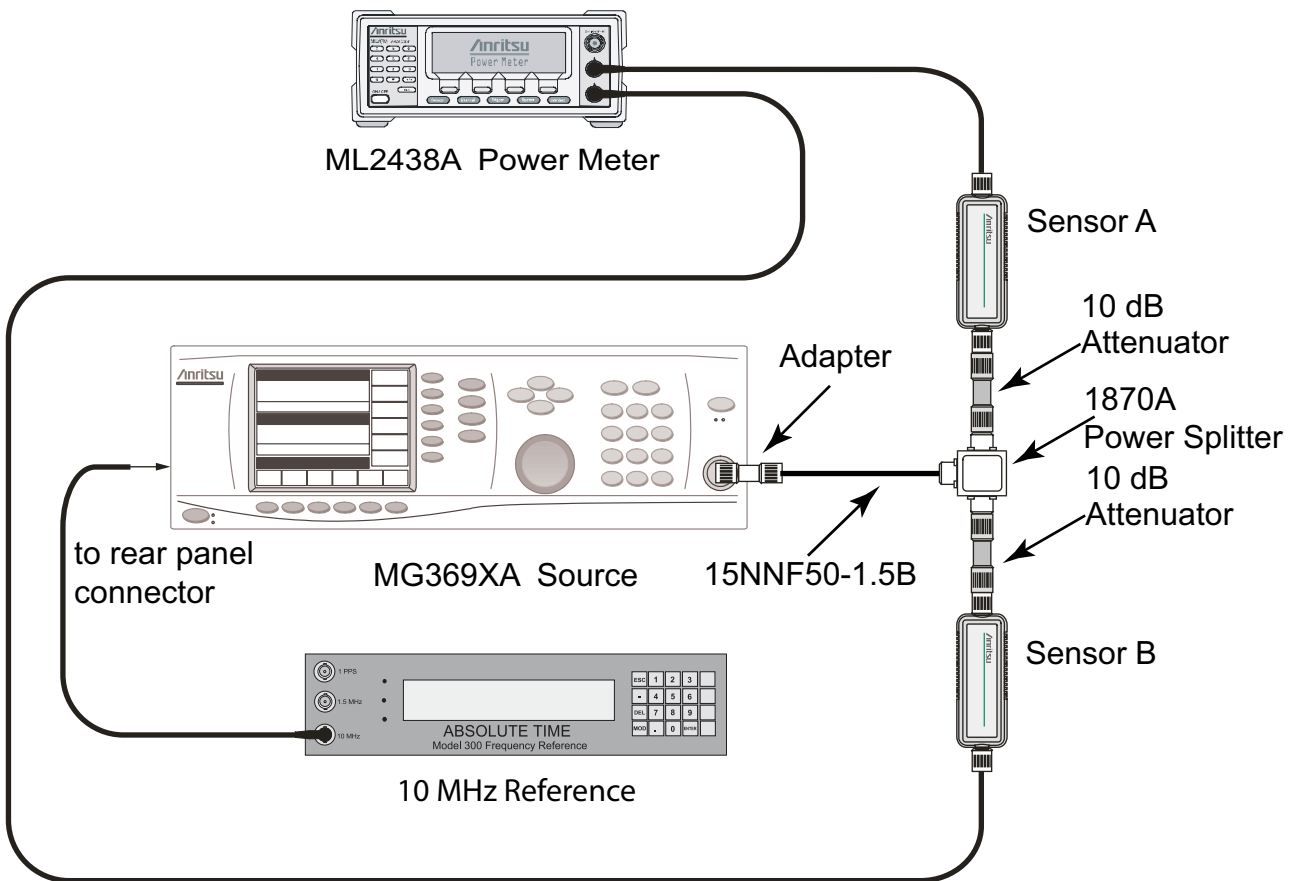 Anritsu
Anritsu
Power Meter
ML2438A Power Meter
Anritsu
Sensor A
10 dB
Attenuator
Adapter
1870A
Power Splitter
10 dB
Attenuator
Anritsu
to rear panel
connector
MG369XA Source
15NNF50-1.5B
Anritsu
Sensor B
1 PPS
1.5 MHz
10 MHz
ABSOLUTE TIME
Model 300 Frequency Reference
ESC 1 2 3
- 4 5 6
DEL 7 8 9
MOD . 0 ENTER
10 MHz Reference